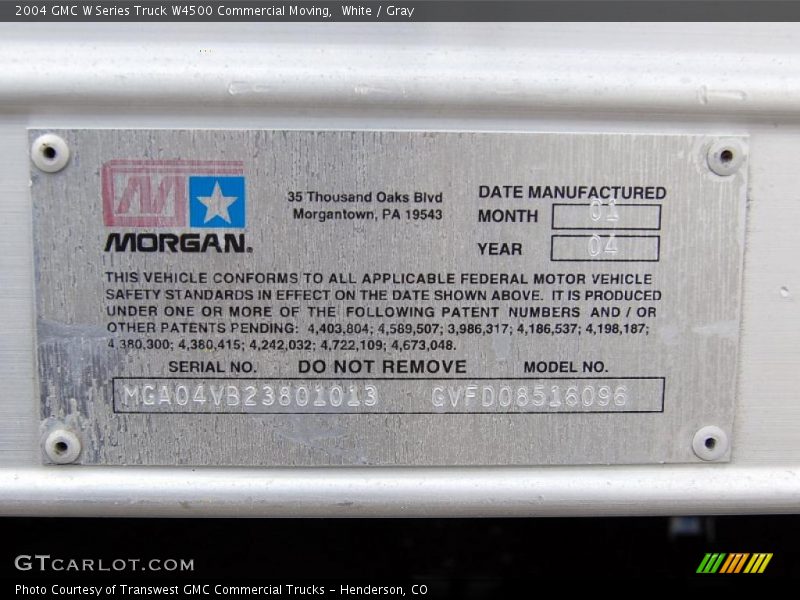 2004 GMC W Series Truck W4500 Commercial Moving,  White / Gray
MORGAN.
35 Thousand Oaks Blvd
Morgantown, PA 19543
DATE MANUFACTURED
MONTH 01
YEAR 04
THIS VEHICLE CONFORMS TO ALL APPLICABLE FEDERAL MOTOR VEHICLE
SAFETY STANDARDS IN EFFECT ON THE DATE SHOWN ABOVE. IT IS PRODUCED
UNDER ONE OR MORE OF THE FOLLOWING PATENT NUMBERS AND / OR
OTHER PATENTS PENDING: 4,403,804; 4,589,507; 3,986,317; 4,186,537; 4,198,187;
4,380,300; 4,380,415; 4,242,032; 4,722,109; 4,673,048.
SERIAL NO. DO NOT REMOVE MODEL NO.
MGA04VB23801013 GVFD08516096
GTCARLOT.COM
Photo Courtesy of Transwest GMC Commercial Trucks - Henderson, CO